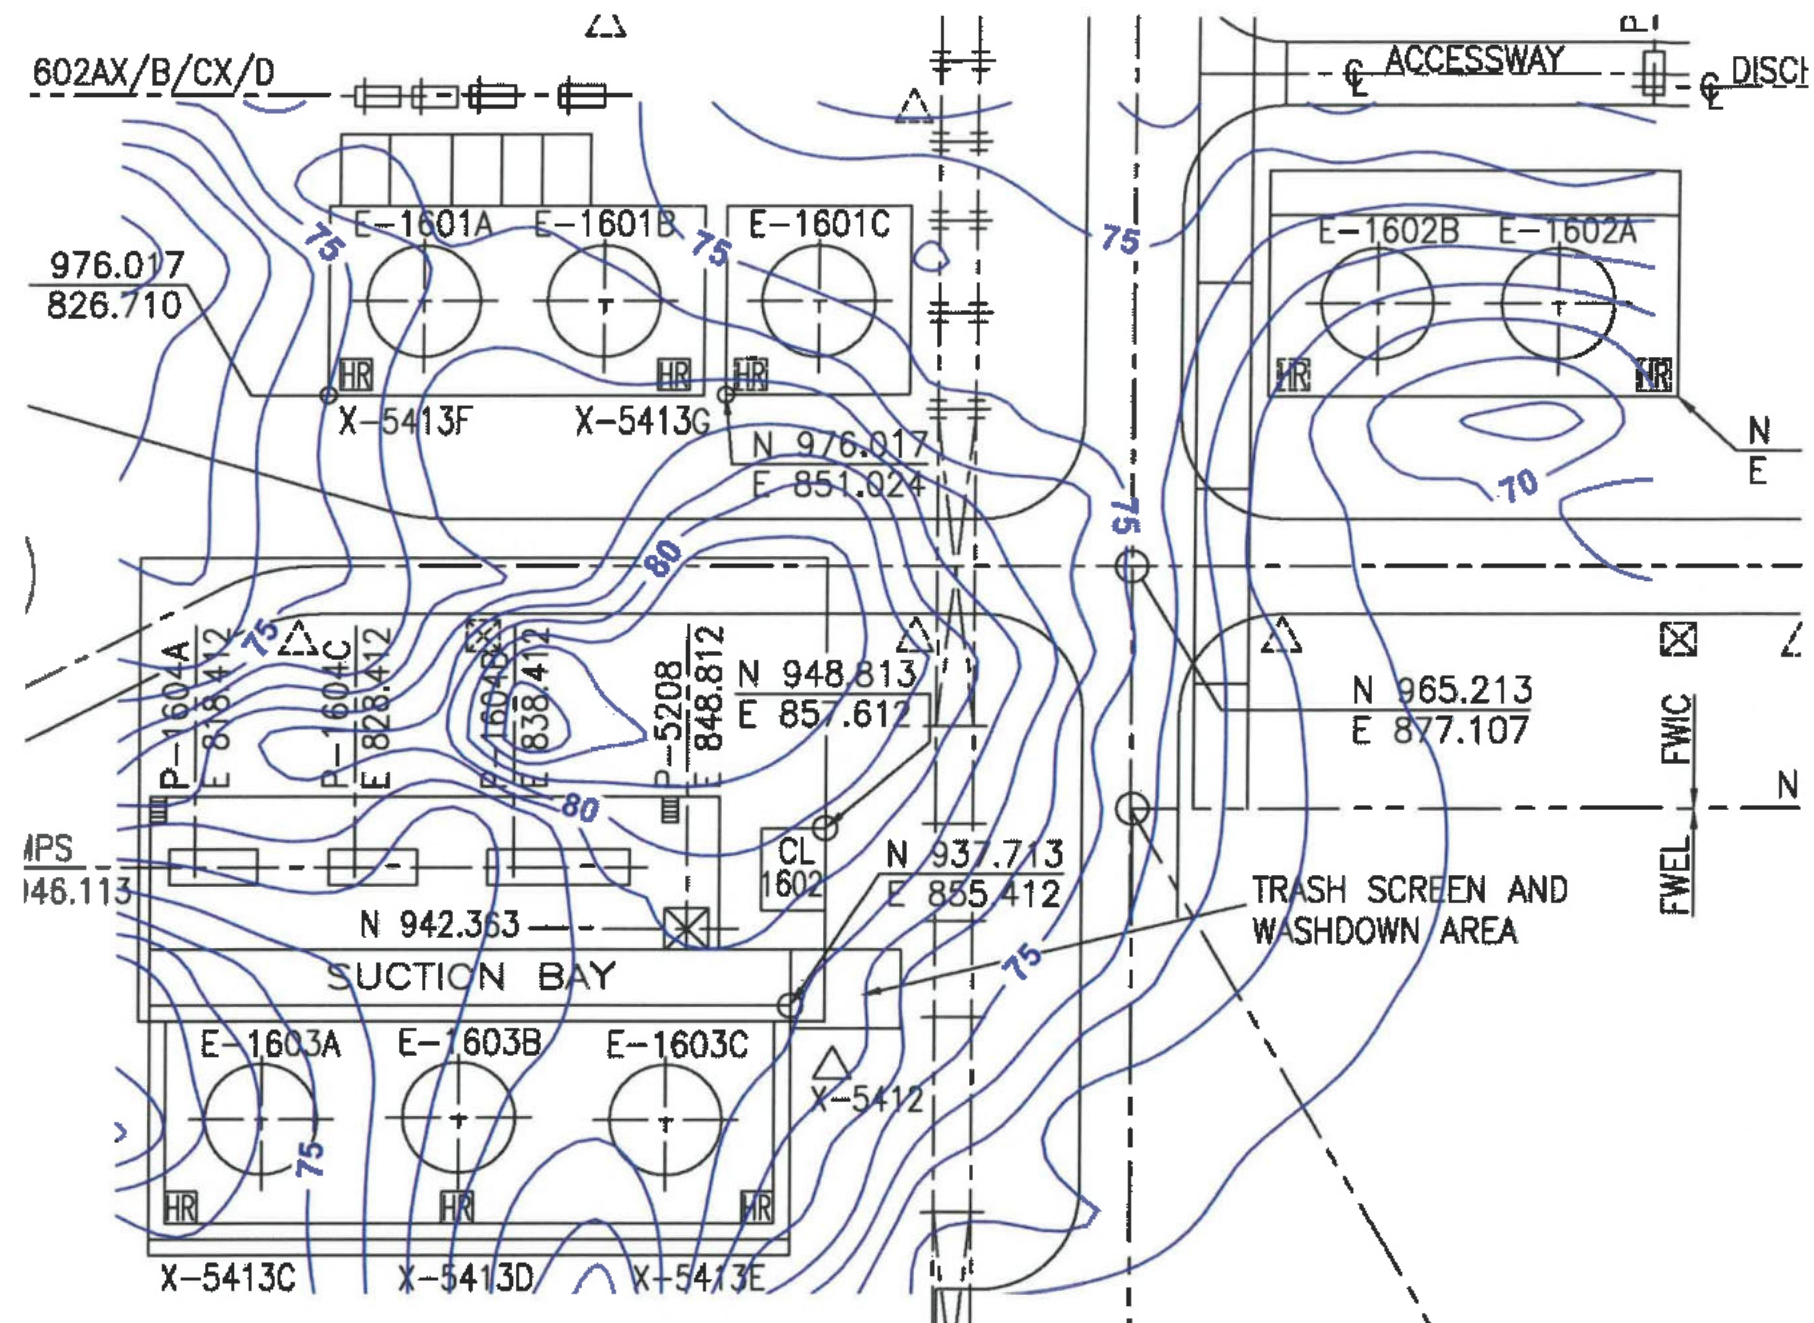 602AX/B/CX/D
ACCESSWAY
DISCH
E-1601A
E-1601B
E-1601C
E-1602B
E-1602A
75
75
75
976.017
826.710
HR
HR
HR
HR
HR
X-5413F
X-5413G
N 976.017
E 851.024
N
E
70
75
80
75
P-1604A
E 818.412
P-1604C
E 828.412
P-1604B
E 838.412
P-5208
E 848.812
N 948.813
E 857.612
N 965.213
E 877.107
FWIC
N
80
CL
1602
N 937.713
E 855.412
946.113
N 942.363
TRASH SCREEN AND
WASHDOWN AREA
FWEL
75
SUCTION BAY
E-1603A
E-1603B
E-1603C
X-5412
75
HR
HR
HR
X-5413C
X-5413D
X-5413E